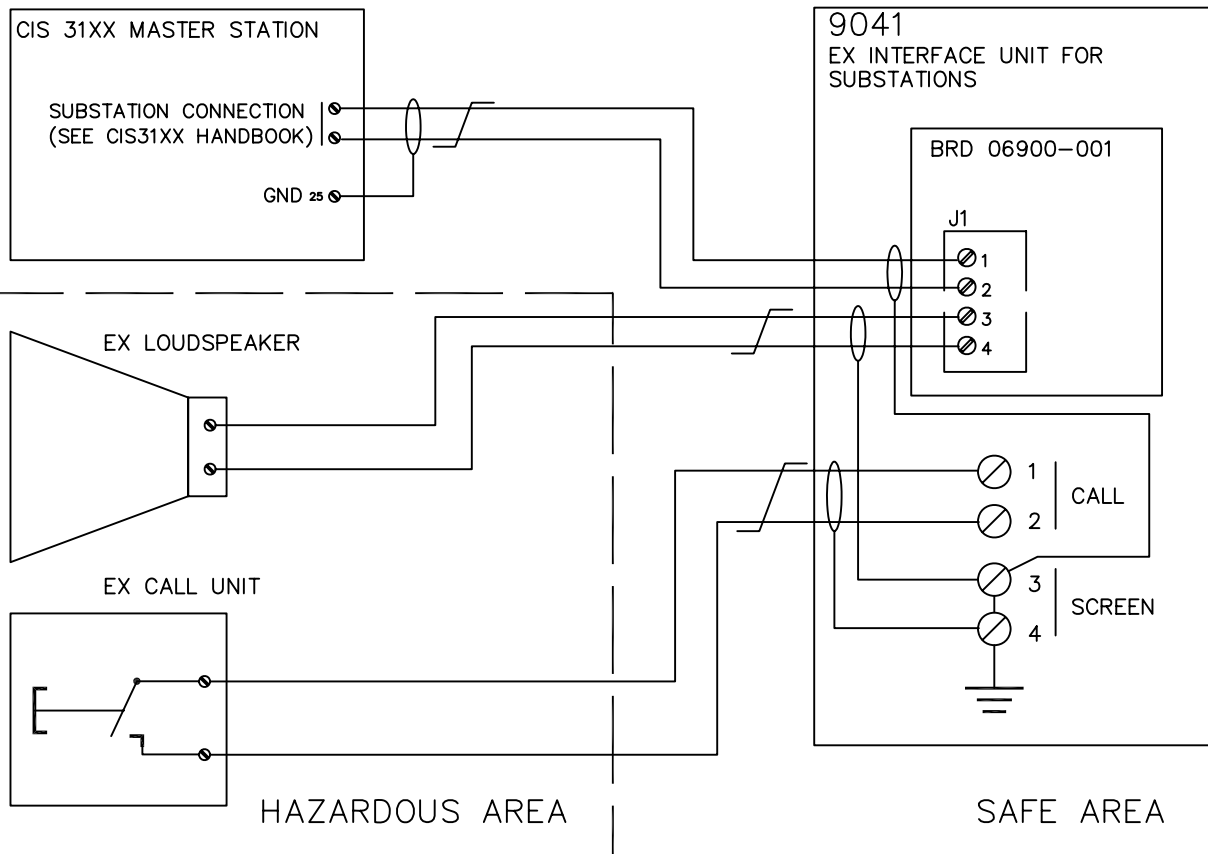 CIS 31XX MASTER STATION
SUBSTATION CONNECTION
(SEE CIS31XX HANDBOOK)
GND 25
9041
EX INTERFACE UNIT FOR
SUBSTATIONS
BRD 06900-001
J1
1
2
3
4
EX LOUDSPEAKER
1
2
CALL
3
4
SCREEN
EX CALL UNIT
HAZARDOUS AREA
SAFE AREA